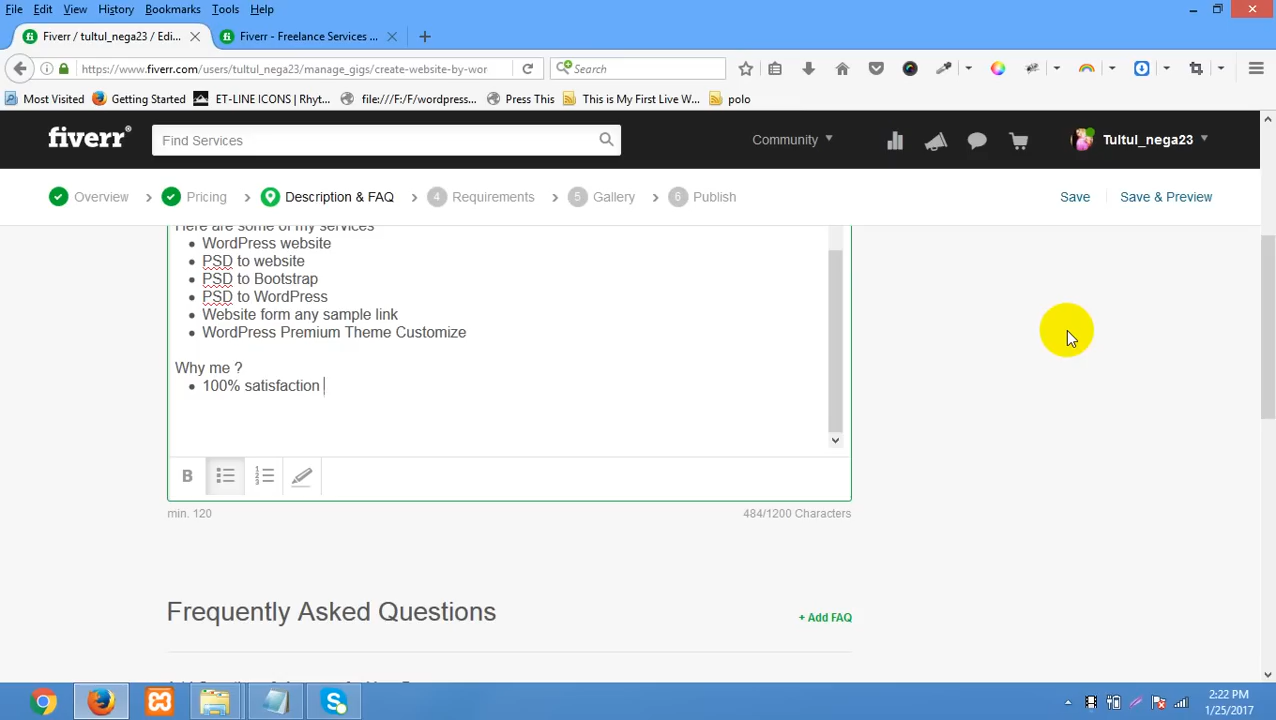 File Edit View History Bookmarks Tools Help
Fiverr / tultul_nega23 / Edi... Fiverr - Freelance Services ...
https://www.fiverr.com/users/tultul_nega23/manage_gigs/create-website-by-wor Search
Most Visited Getting Started ET-LINE ICONS | Rhyt... file:///F:/F/wordpress... Press This This is My First Live W... polo
fiverr Find Services Community Tultul_nega23
Overview Pricing Description & FAQ 4 Requirements 5 Gallery 6 Publish Save Save & Preview
Here are some of my services
WordPress website
PSD to website
PSD to Bootstrap
PSD to WordPress
Website form any sample link
WordPress Premium Theme Customize
Why me ?
100% satisfaction
B
min. 120 484/1200 Characters
Frequently Asked Questions + Add FAQ
2:22 PM
1/25/2017